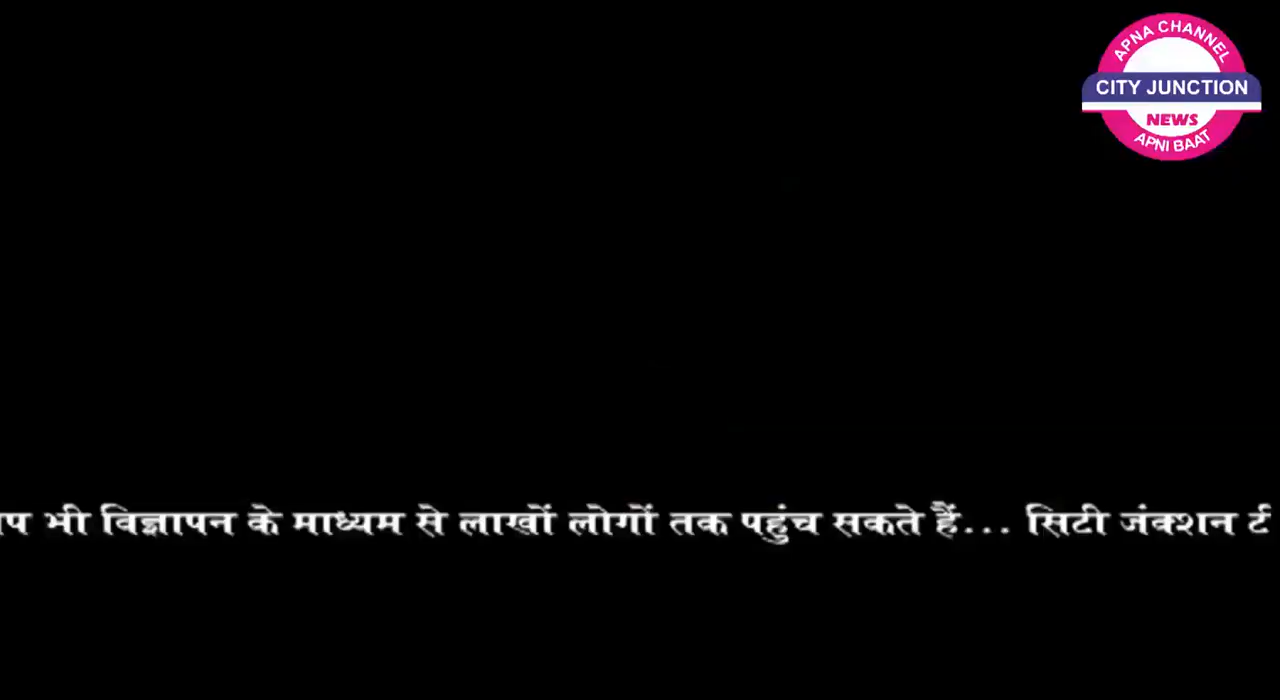 APNA CHANNEL
CITY JUNCTION
NEWS
APNI BAAT
भी विज्ञापन के माध्यम से लाखों लोगों तक पहुंच सकते हैं... सिटी जंक्शन